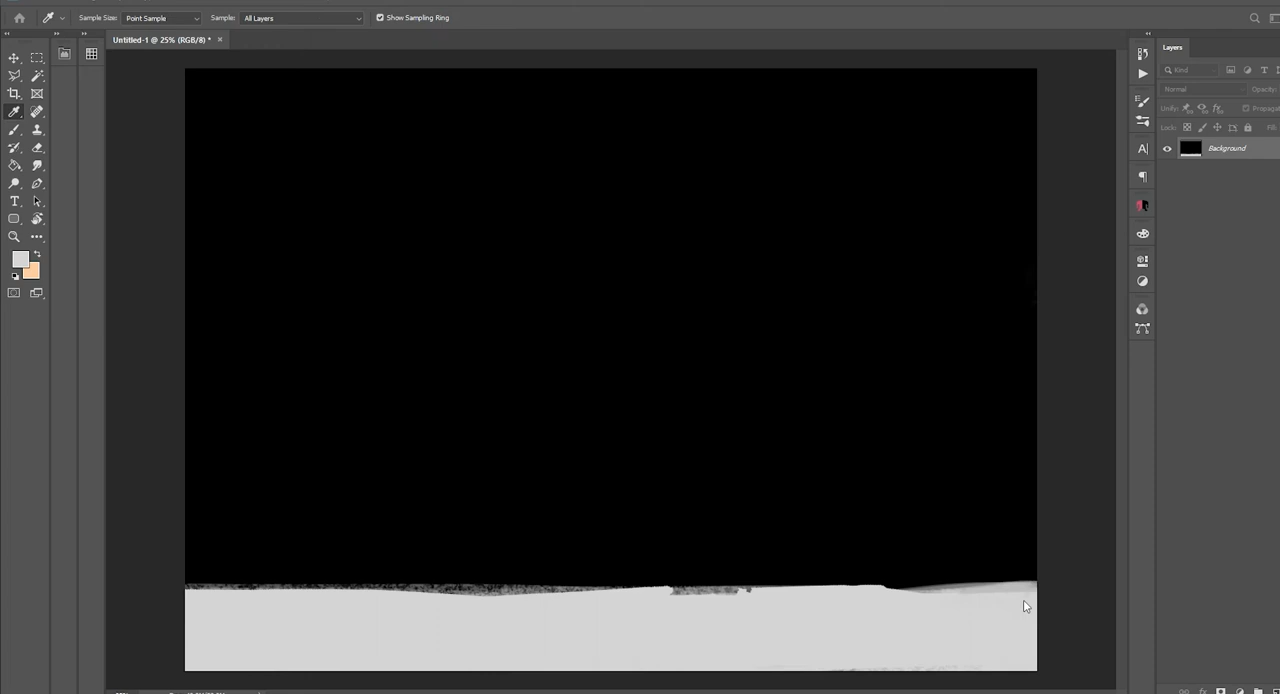 Sample Size: Point Sample Sample: All Layers Show Sampling Ring
Untitled-1 @ 25% (RGB/8) * ×
Layers
Kind
Normal Opacity:
Unify: Propaga
Lock: Fill:
Background